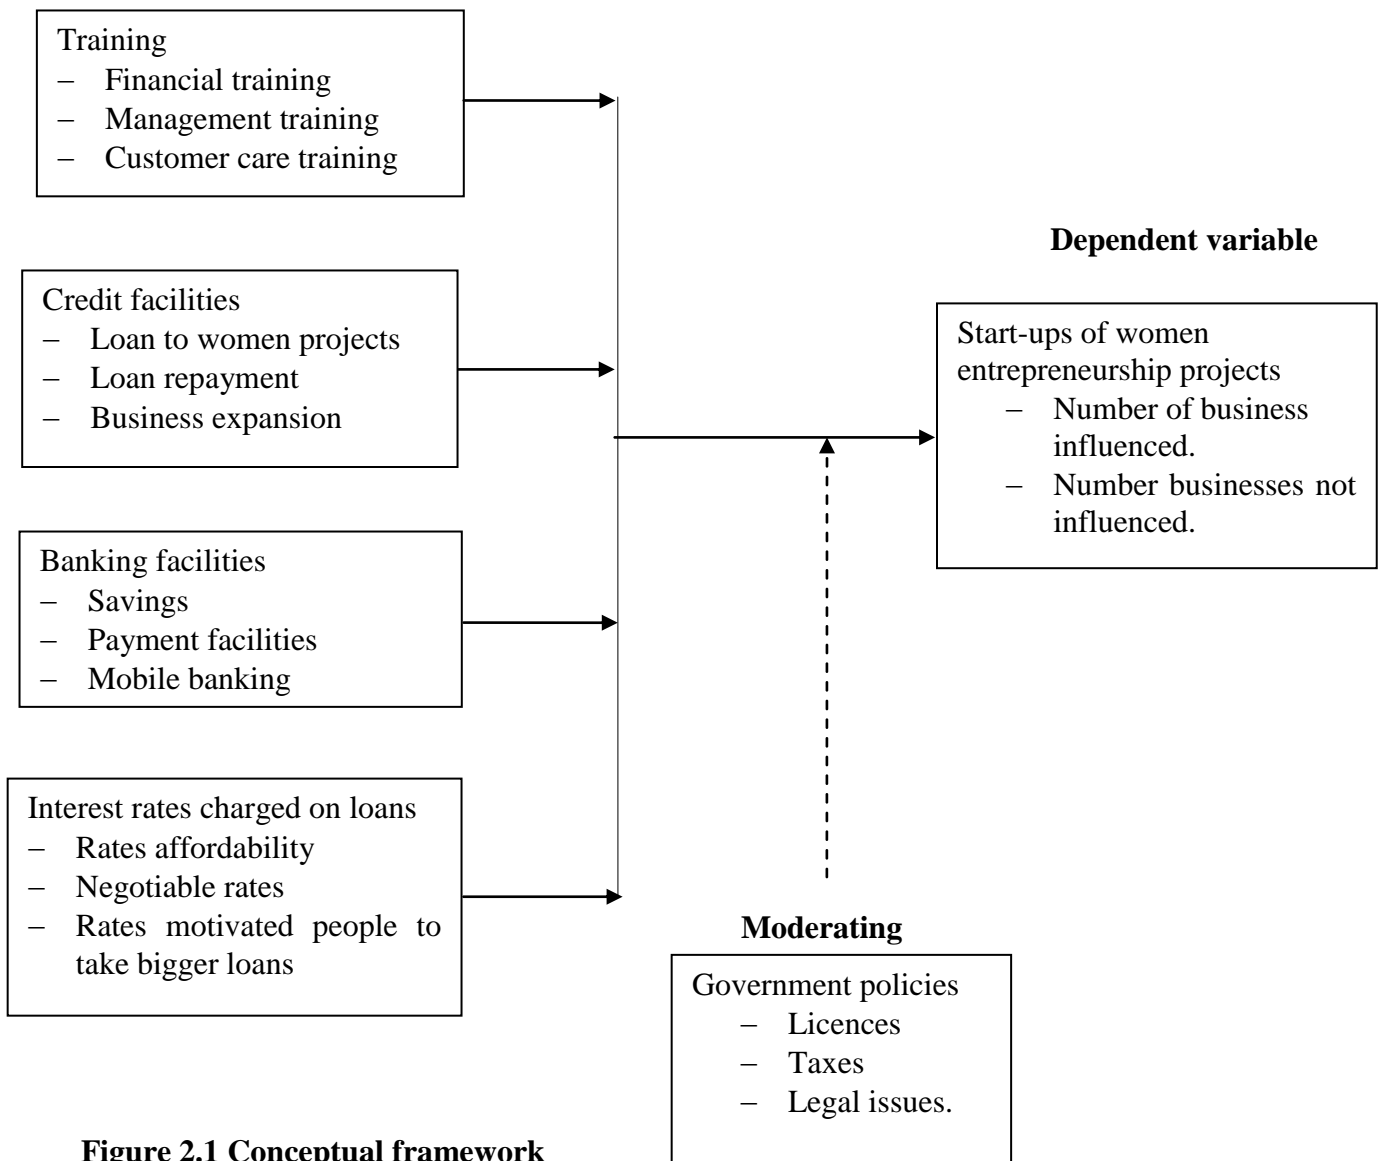 Training
– Financial training
– Management training
– Customer care training
Dependent variable
Credit facilities
– Loan to women projects
– Loan repayment
– Business expansion
Start-ups of women
entrepreneurship projects
– Number of business
influenced.
– Number businesses not
influenced.
Banking facilities
– Savings
– Payment facilities
– Mobile banking
Interest rates charged on loans
– Rates affordability
– Negotiable rates
– Rates motivated people to
take bigger loans
Moderating
Government policies
– Licences
– Taxes
– Legal issues.
Figure 2.1 Conceptual framework